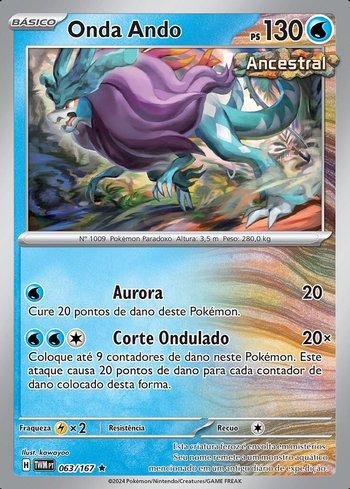 BÁSICO
Onda Ando
PS 130
Ancestral
Nº 1009 Pokémon Paradoxo Altura: 3,5 m Peso: 280,0 kg
Aurora 20
Cure 20 pontos de dano deste Pokémon.
Corte Ondulado 20×
Coloque até 9 contadores de dano neste Pokémon. Este
ataque causa 20 pontos de dano para cada contador de
dano colocado desta forma.
Fraqueza ×2 Resistência Recuo
Ilust. kawayoo
H TWM PT 063/167 ★
Esta criatura feroz é envolta em mistérios.
Seu nome remete a um monstro aquático
mencionado em um antigo diário de expedição.
©2024 Pokémon/Nintendo/Creatures/GAME FREAK